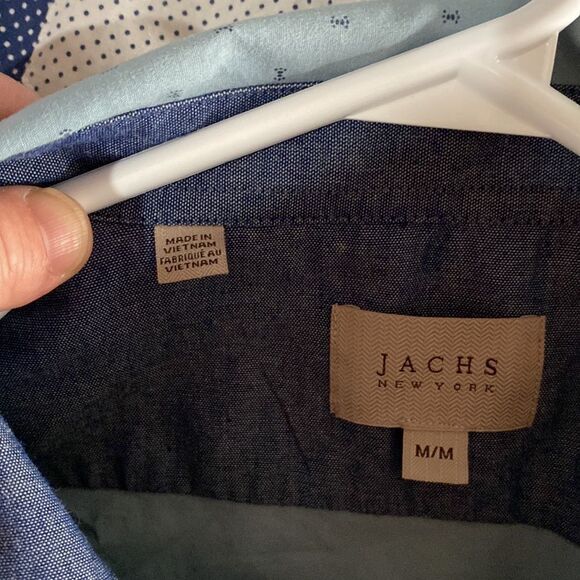 MADE IN
VIETNAM
FABRIQUÉ AU
VIETNAM
JACHS
NEW YORK
M/M